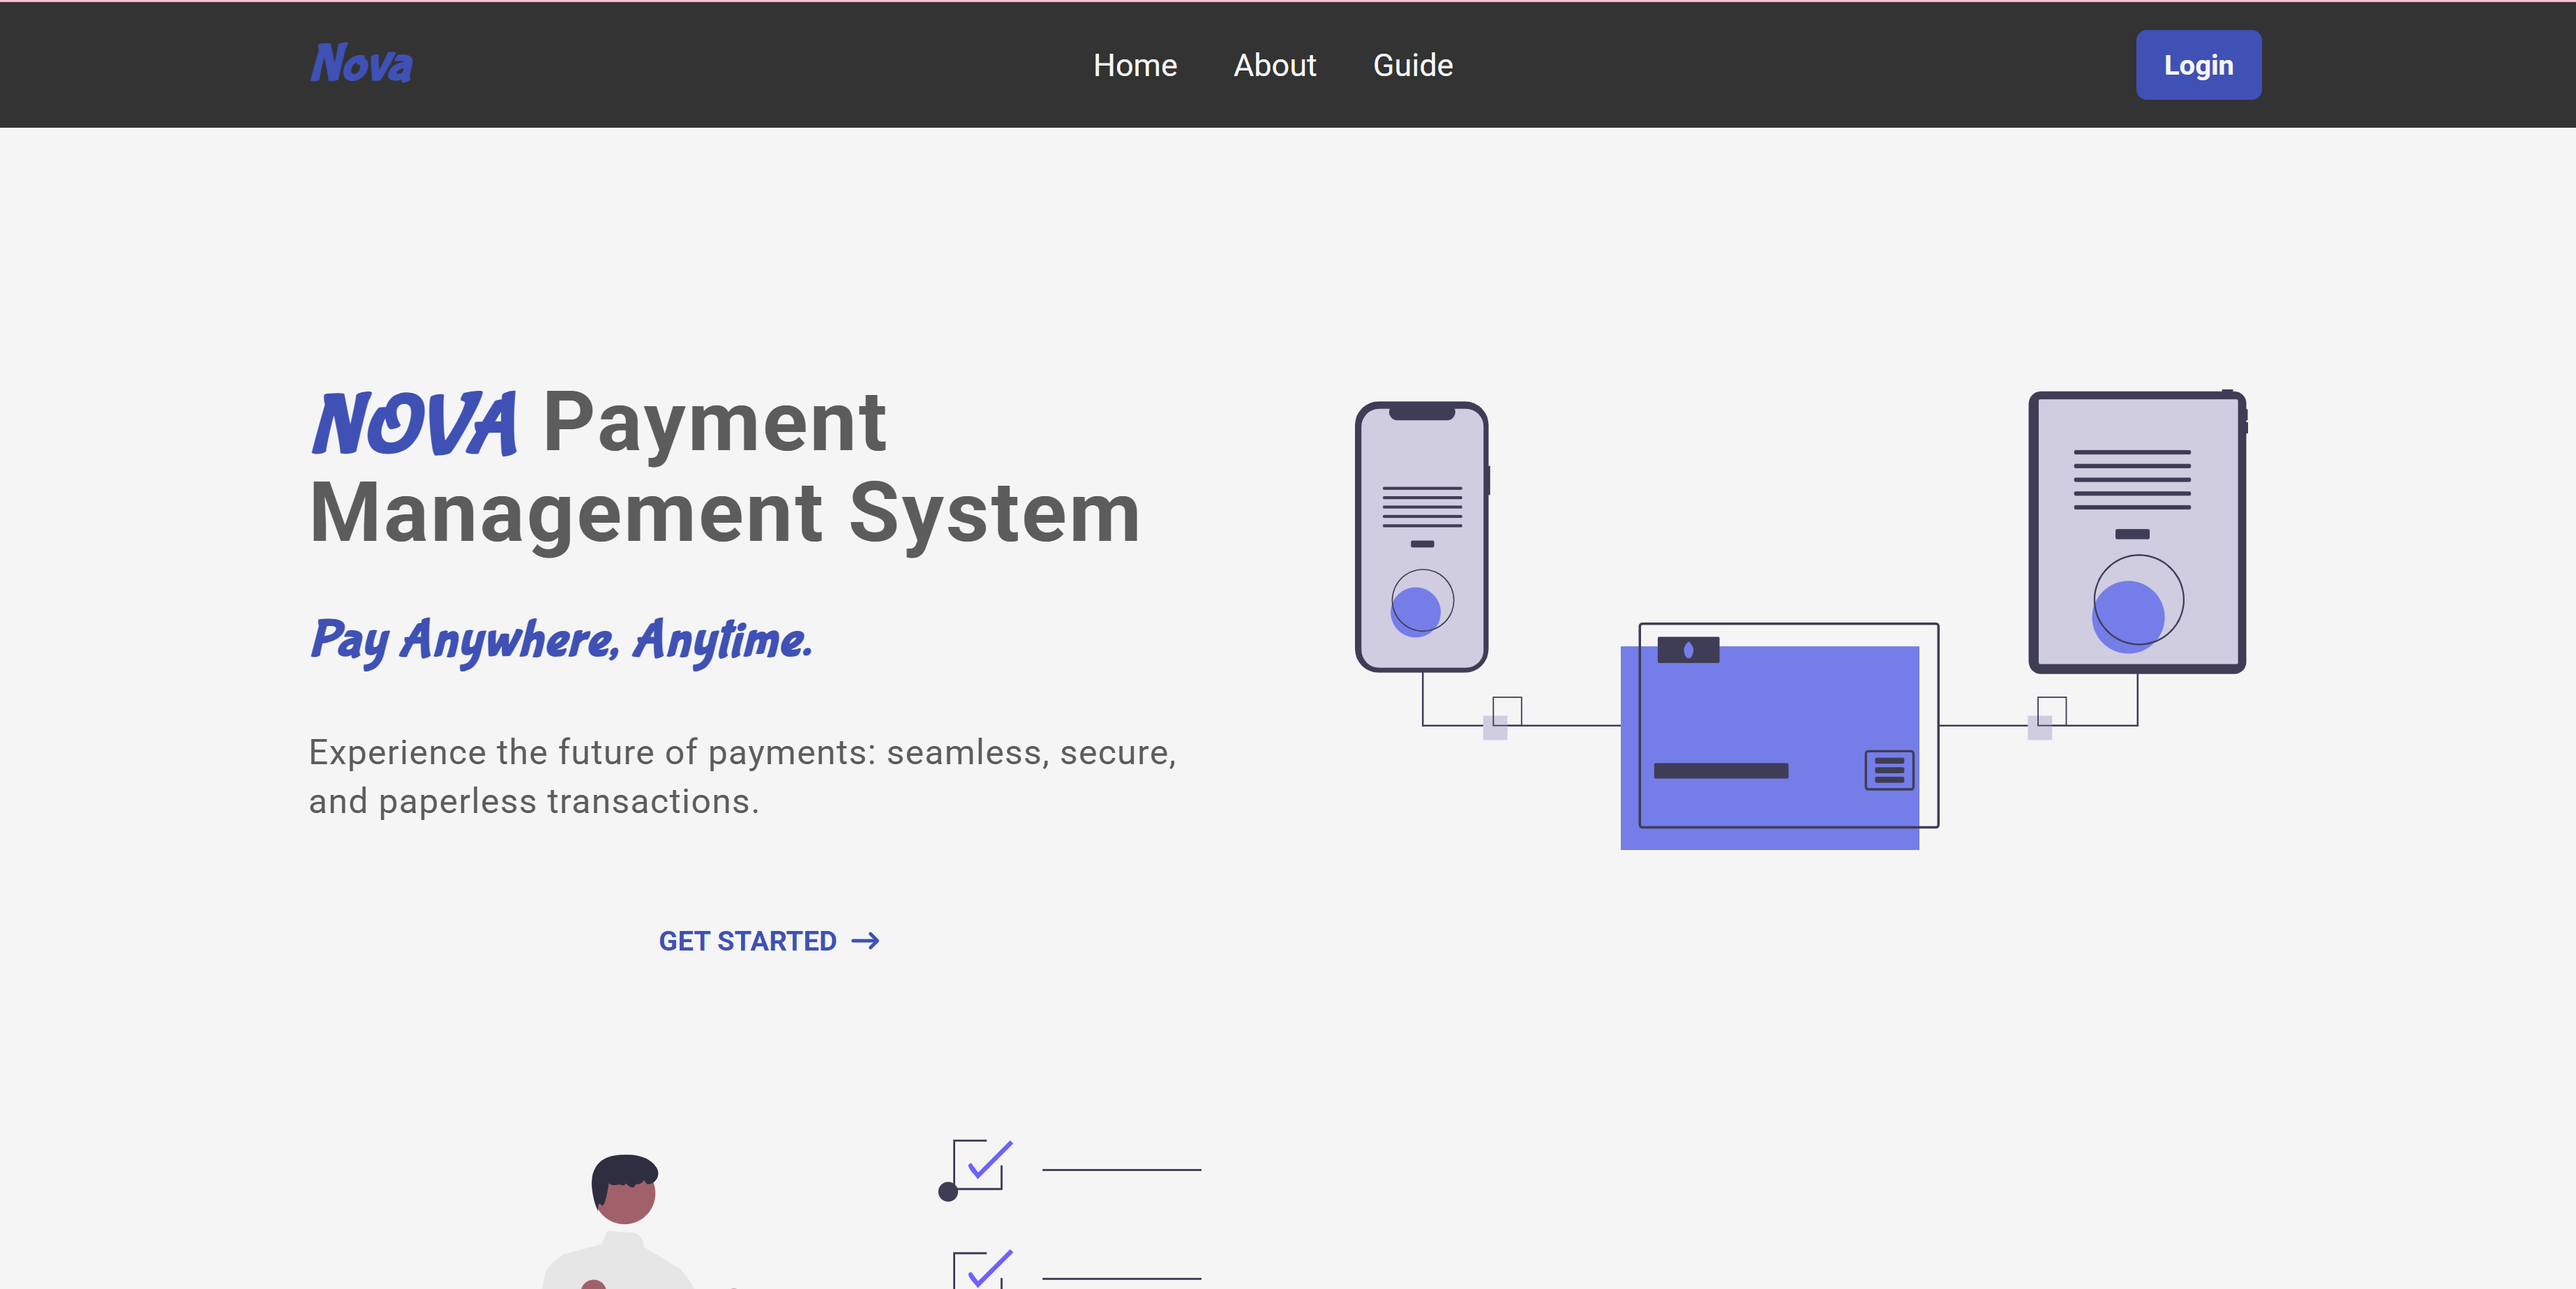 Nova
Home About Guide
Login
NOVA Payment
Management System
Pay Anywhere, Anytime.
Experience the future of payments: seamless, secure,
and paperless transactions.
GET STARTED →